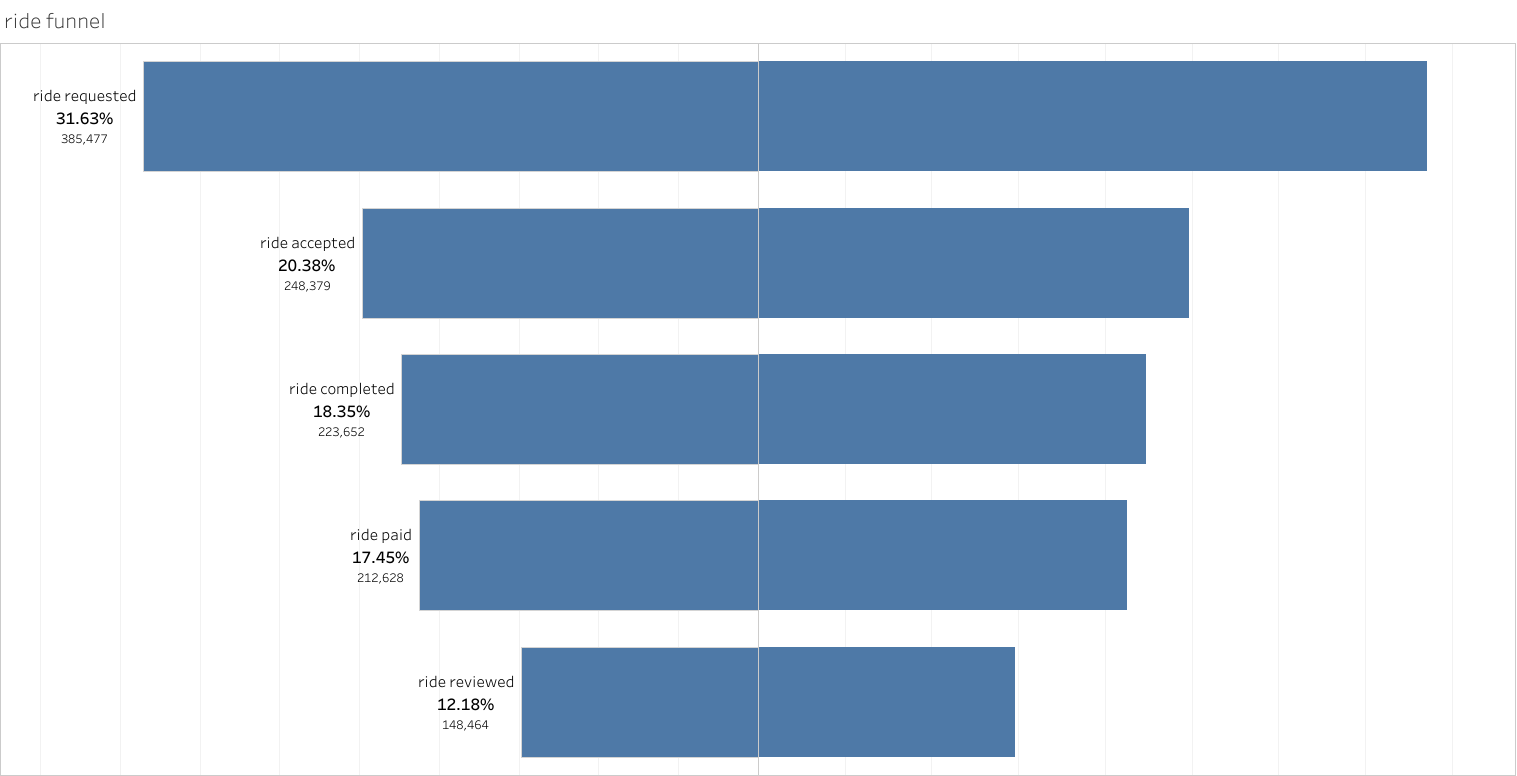 ride funnel
ride requested
31.63%
385,477
ride accepted
20.38%
248,379
ride completed
18.35%
223,652
ride paid
17.45%
212,628
ride reviewed
12.18%
148,464